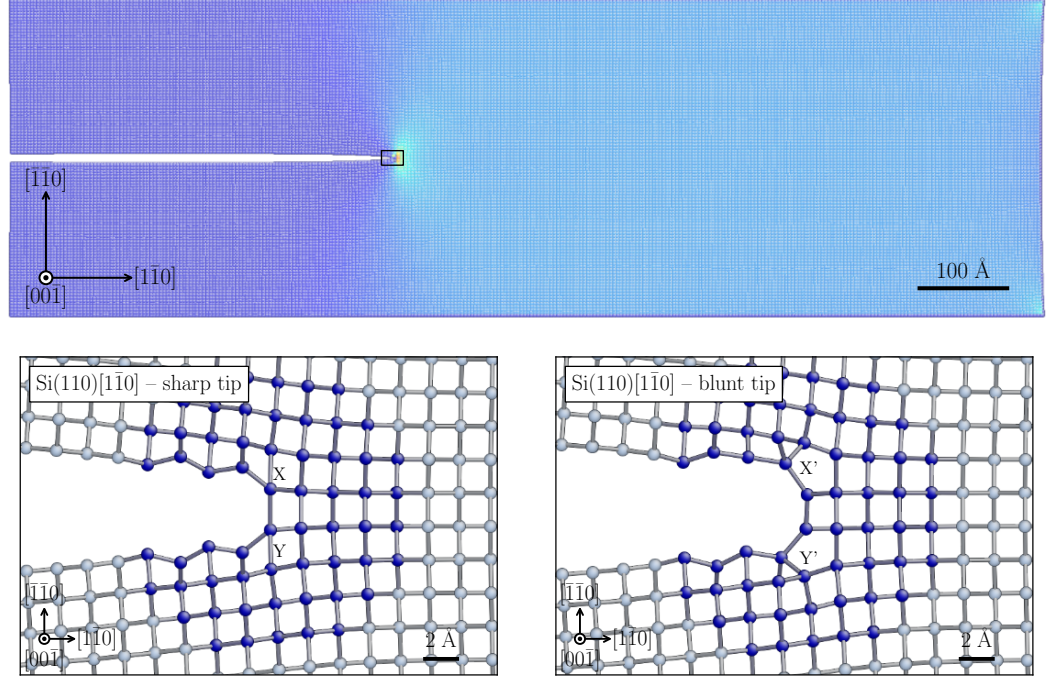 [1̄1̄0]
[11̄0]
[001̄]
100 Å
Si(110)[11̄0] – sharp tip
X
Y
[1̄1̄0]
[11̄0]
[001̄]
2 Å
Si(110)[11̄0] – blunt tip
X'
Y'
[1̄1̄0]
[11̄0]
[001̄]
2 Å